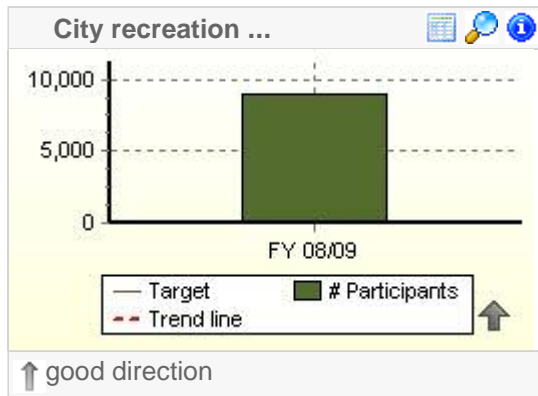 City recreation ...
10,000
5,000
0
FY 08/09
Target
# Participants
Trend line
good direction